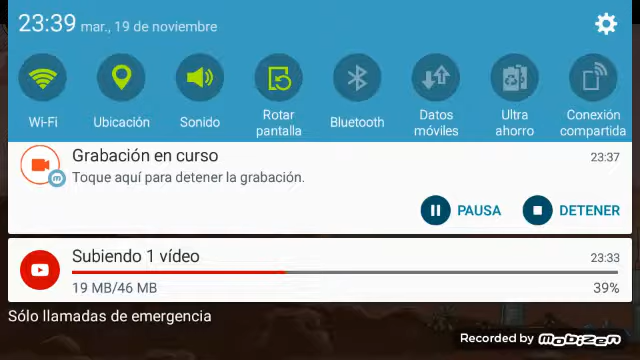 23:39 mar., 19 de noviembre
Wi-Fi
Ubicación
Sonido
Rotar
pantalla
Bluetooth
Datos
móviles
Ultra
ahorro
Conexión
compartida
Grabación en curso
23:37
Toque aquí para detener la grabación.
PAUSA
DETENER
Subiendo 1 vídeo
23:33
19 MB/46 MB
39%
Sólo llamadas de emergencia
Recorded by Mobizen